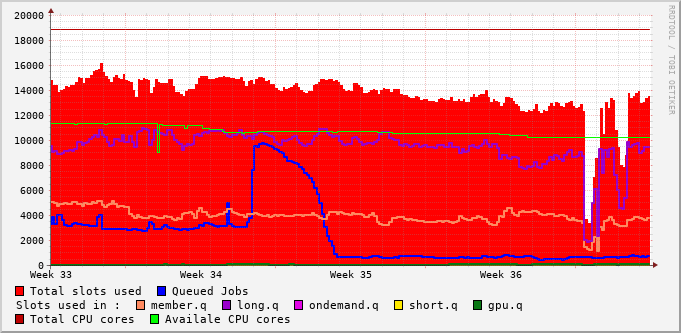 20000
18000
16000
14000
12000
10000
8000
6000
4000
2000
0
Week 33 Week 34 Week 35 Week 36
RRDTOOL / TOBI OETIKER
Total slots used Queued Jobs
Slots used in : member.q long.q ondemand.q short.q gpu.q
Total CPU cores Availale CPU cores